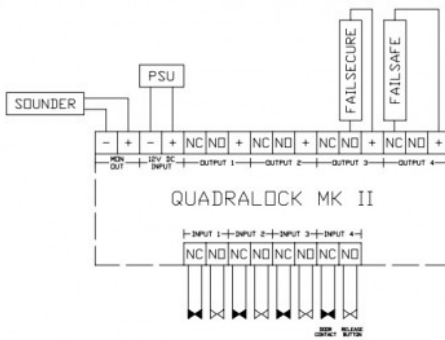 FAILSECURE
FAILSAFE
PSU
SOUNDER
- + - + NC NO + NC NO + NC NO + NC NO +
MON OUT 12V DC INPUT OUTPUT 1 OUTPUT 2 OUTPUT 3 OUTPUT 4
QUADRALOCK MK II
INPUT 1 INPUT 2 INPUT 3 INPUT 4
NC NO NC NO NC NO NC NO
DOOR CONTACT RELEASE BUTTON